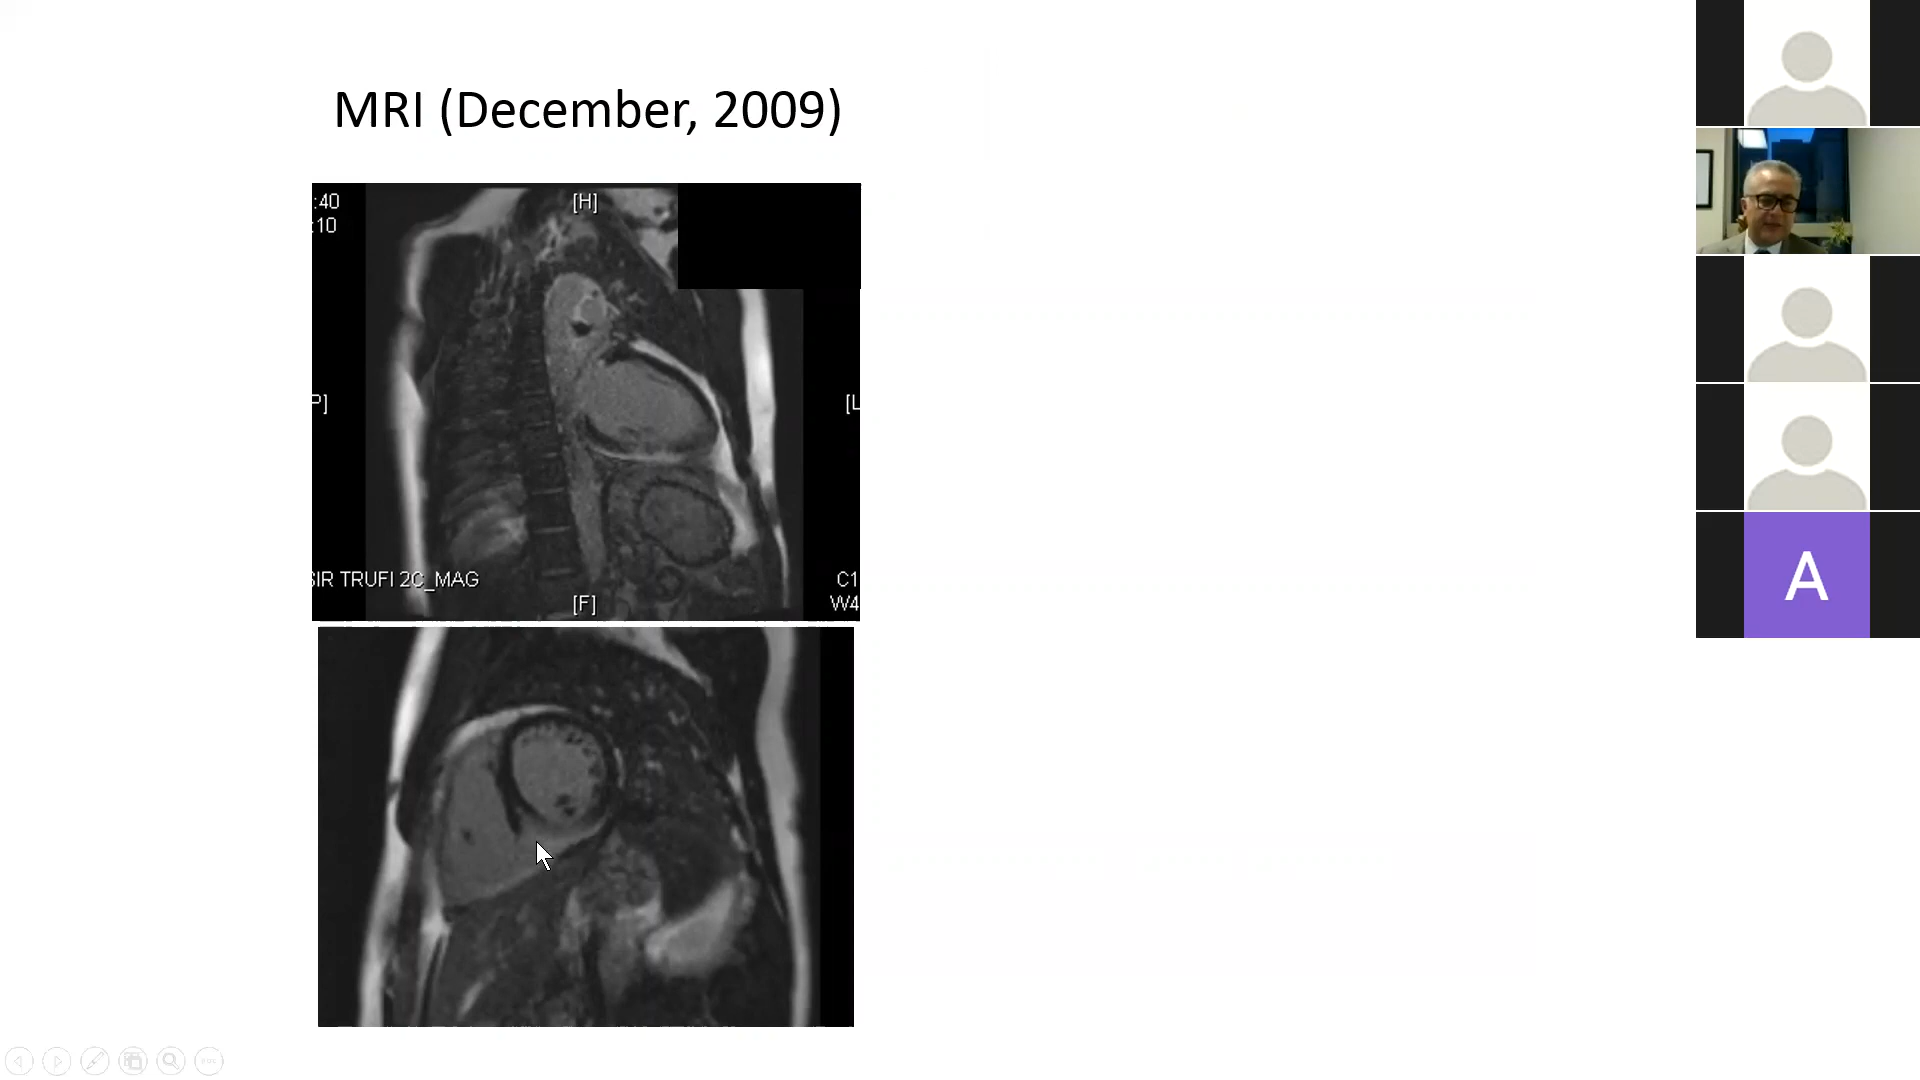 MRI (December, 2009)
:40
:10
[H]
P]
[L
SIR TRUFI 2C_MAG
[F]
C1
W4
A